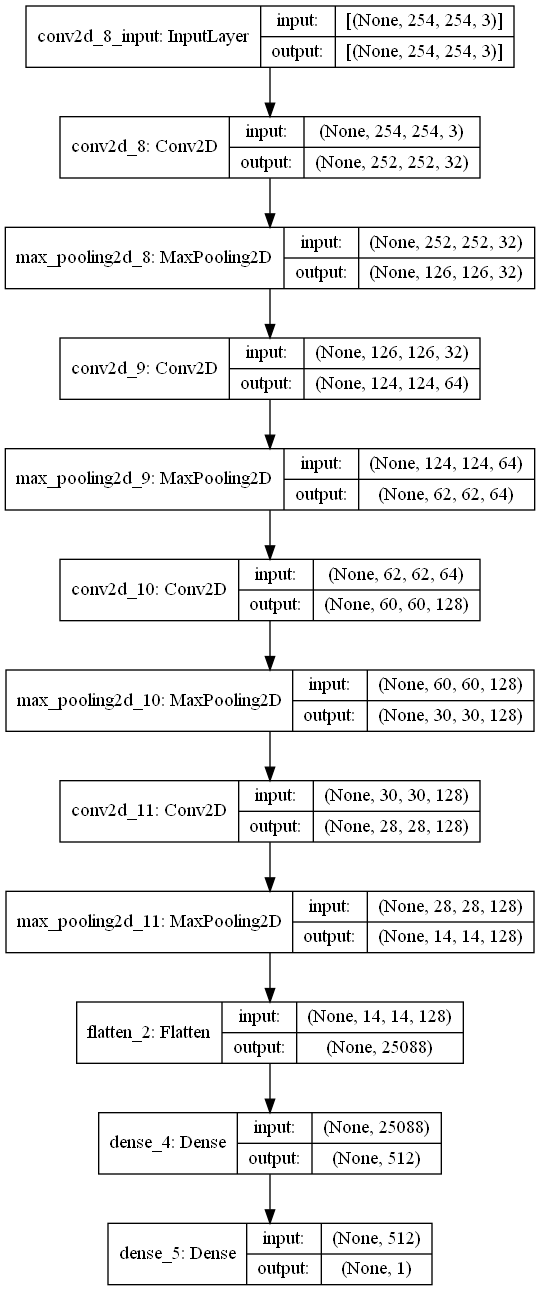 conv2d_8_input: InputLayer
input: [(None, 254, 254, 3)]
output: [(None, 254, 254, 3)]
conv2d_8: Conv2D
input: (None, 254, 254, 3)
output: (None, 252, 252, 32)
max_pooling2d_8: MaxPooling2D
input: (None, 252, 252, 32)
output: (None, 126, 126, 32)
conv2d_9: Conv2D
input: (None, 126, 126, 32)
output: (None, 124, 124, 64)
max_pooling2d_9: MaxPooling2D
input: (None, 124, 124, 64)
output: (None, 62, 62, 64)
conv2d_10: Conv2D
input: (None, 62, 62, 64)
output: (None, 60, 60, 128)
max_pooling2d_10: MaxPooling2D
input: (None, 60, 60, 128)
output: (None, 30, 30, 128)
conv2d_11: Conv2D
input: (None, 30, 30, 128)
output: (None, 28, 28, 128)
max_pooling2d_11: MaxPooling2D
input: (None, 28, 28, 128)
output: (None, 14, 14, 128)
flatten_2: Flatten
input: (None, 14, 14, 128)
output: (None, 25088)
dense_4: Dense
input: (None, 25088)
output: (None, 512)
dense_5: Dense
input: (None, 512)
output: (None, 1)